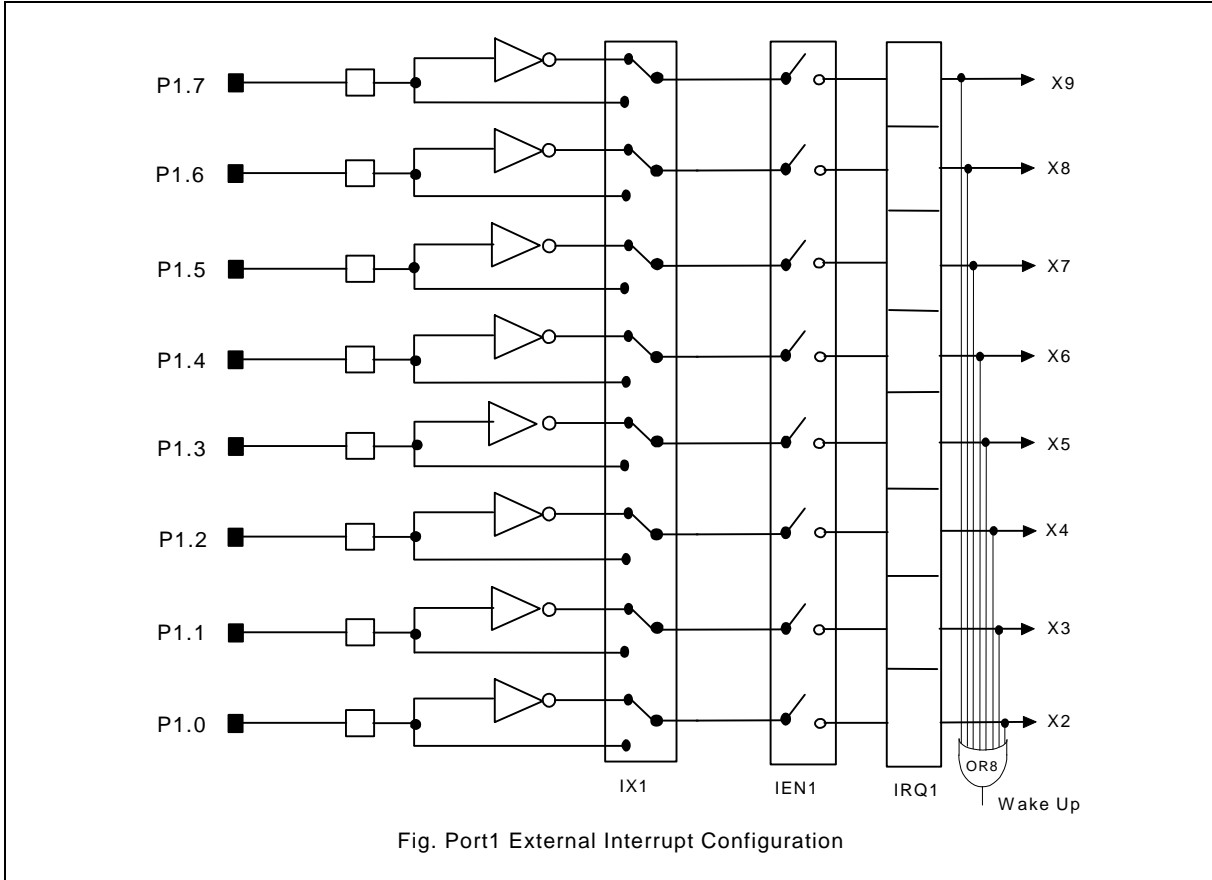 P1.7
X9
P1.6
X8
P1.5
X7
P1.4
X6
P1.3
X5
P1.2
X4
P1.1
X3
P1.0
X2
OR8
IX1
IEN1
IRQ1
Wake Up
Fig. Port1 External Interrupt Configuration